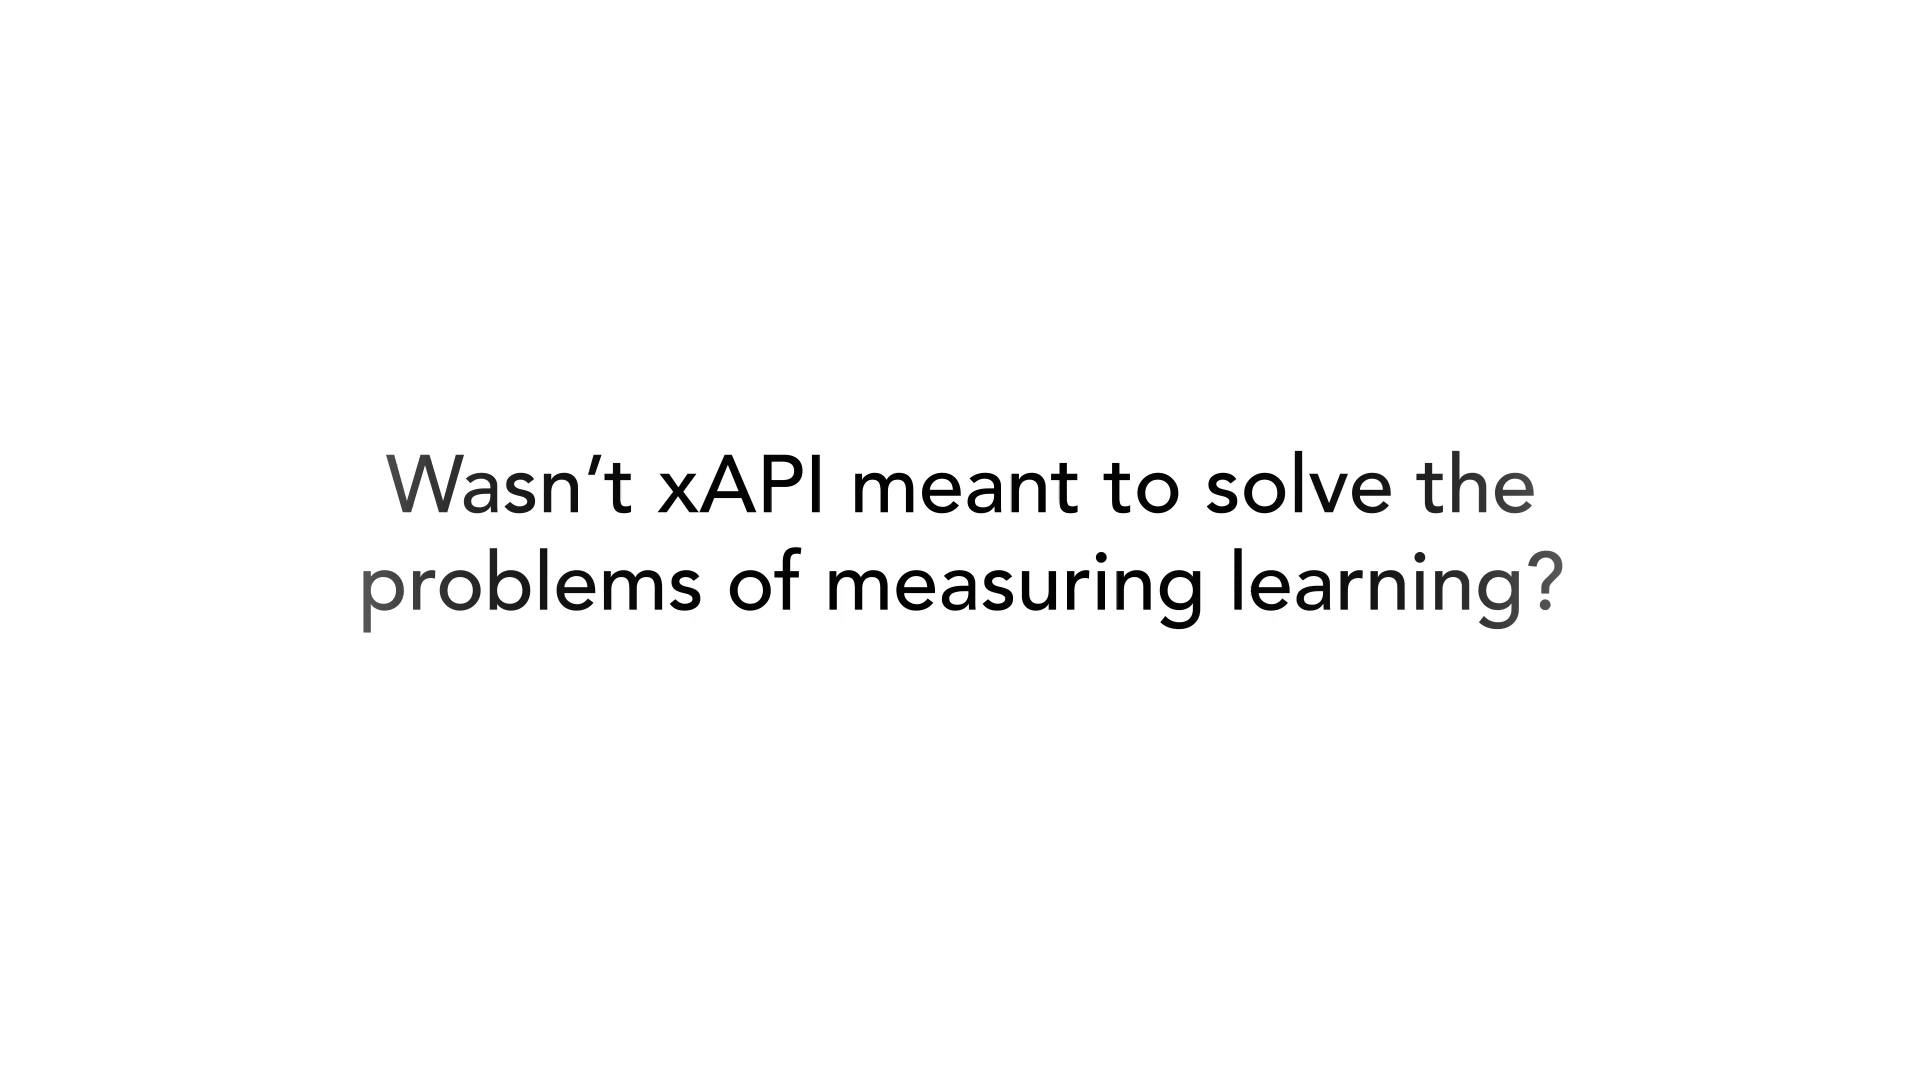 Wasn’t xAPI meant to solve the
problems of measuring learning?